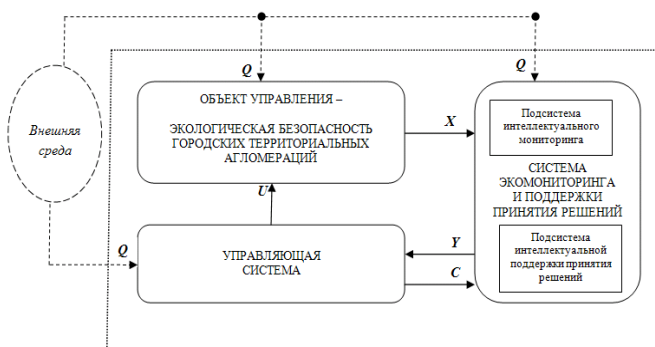 Q
Q
Внешняя
среда
ОБЪЕКТ УПРАВЛЕНИЯ –
ЭКОЛОГИЧЕСКАЯ БЕЗОПАСНОСТЬ
ГОРОДСКИХ ТЕРРИТОРИАЛЬНЫХ
АГЛОМЕРАЦИЙ
X
Подсистема
интеллектуального
мониторинга
СИСТЕМА
ЭКОМОНИТОРИНГА
И ПОДДЕРЖКИ
ПРИНЯТИЯ РЕШЕНИЙ
Подсистема
интеллектуальной
поддержки принятия
решений
U
Q
УПРАВЛЯЮЩАЯ
СИСТЕМА
Y
C